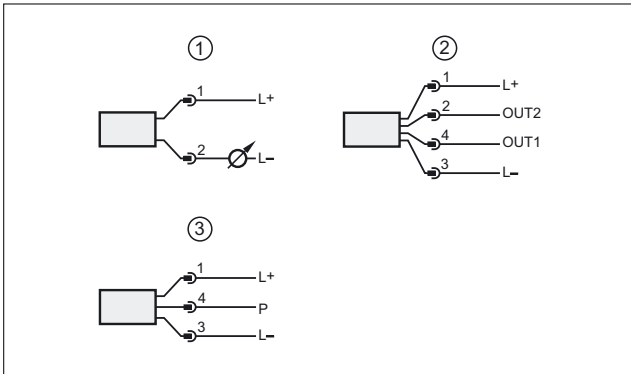 ①
1 L+
2 L–
②
1 L+
2 OUT2
4 OUT1
3 L–
③
1 L+
4 P
3 L–